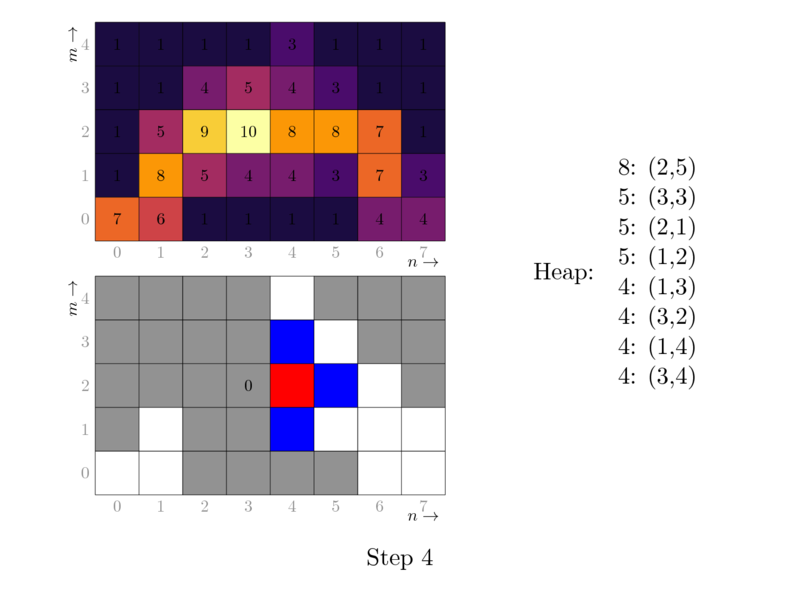 m →
4 1 1 1 1 3 1 1 1
3 1 1 4 5 4 3 1 1
2 1 5 9 10 8 8 7 1
1 1 8 5 4 4 3 7 3
0 7 6 1 1 1 1 4 4
0 1 2 3 4 5 6 7
n →
m →
4
3
2 0
1
0
0 1 2 3 4 5 6 7
n →
Heap:
8: (2,5)
5: (3,3)
5: (2,1)
5: (1,2)
4: (1,3)
4: (3,2)
4: (1,4)
4: (3,4)
Step 4